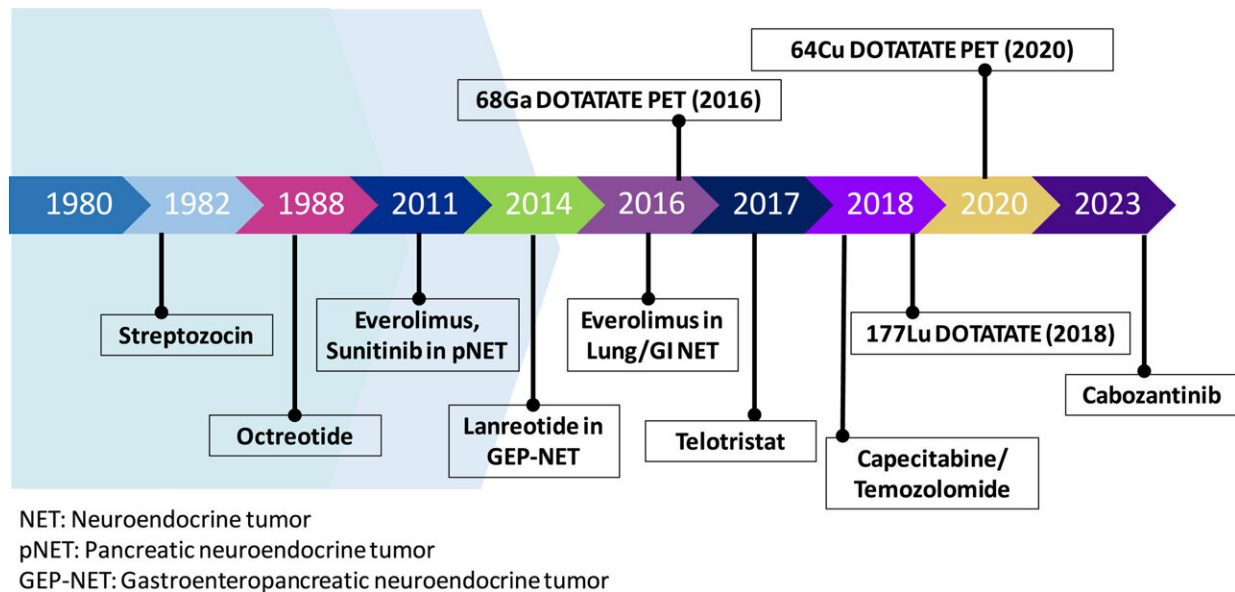 64Cu DOTATATE PET (2020)
68Ga DOTATATE PET (2016)
1980
1982
1988
2011
2014
2016
2017
2018
2020
2023
Streptozocin
Octreotide
Everolimus,
Sunitinib in pNET
Lanreotide in
GEP-NET
Everolimus in
Lung/GI NET
Telotristat
177Lu DOTATATE (2018)
Capecitabine/
Temozolomide
Cabozantinib
NET: Neuroendocrine tumor
pNET: Pancreatic neuroendocrine tumor
GEP-NET: Gastroenteropancreatic neuroendocrine tumor